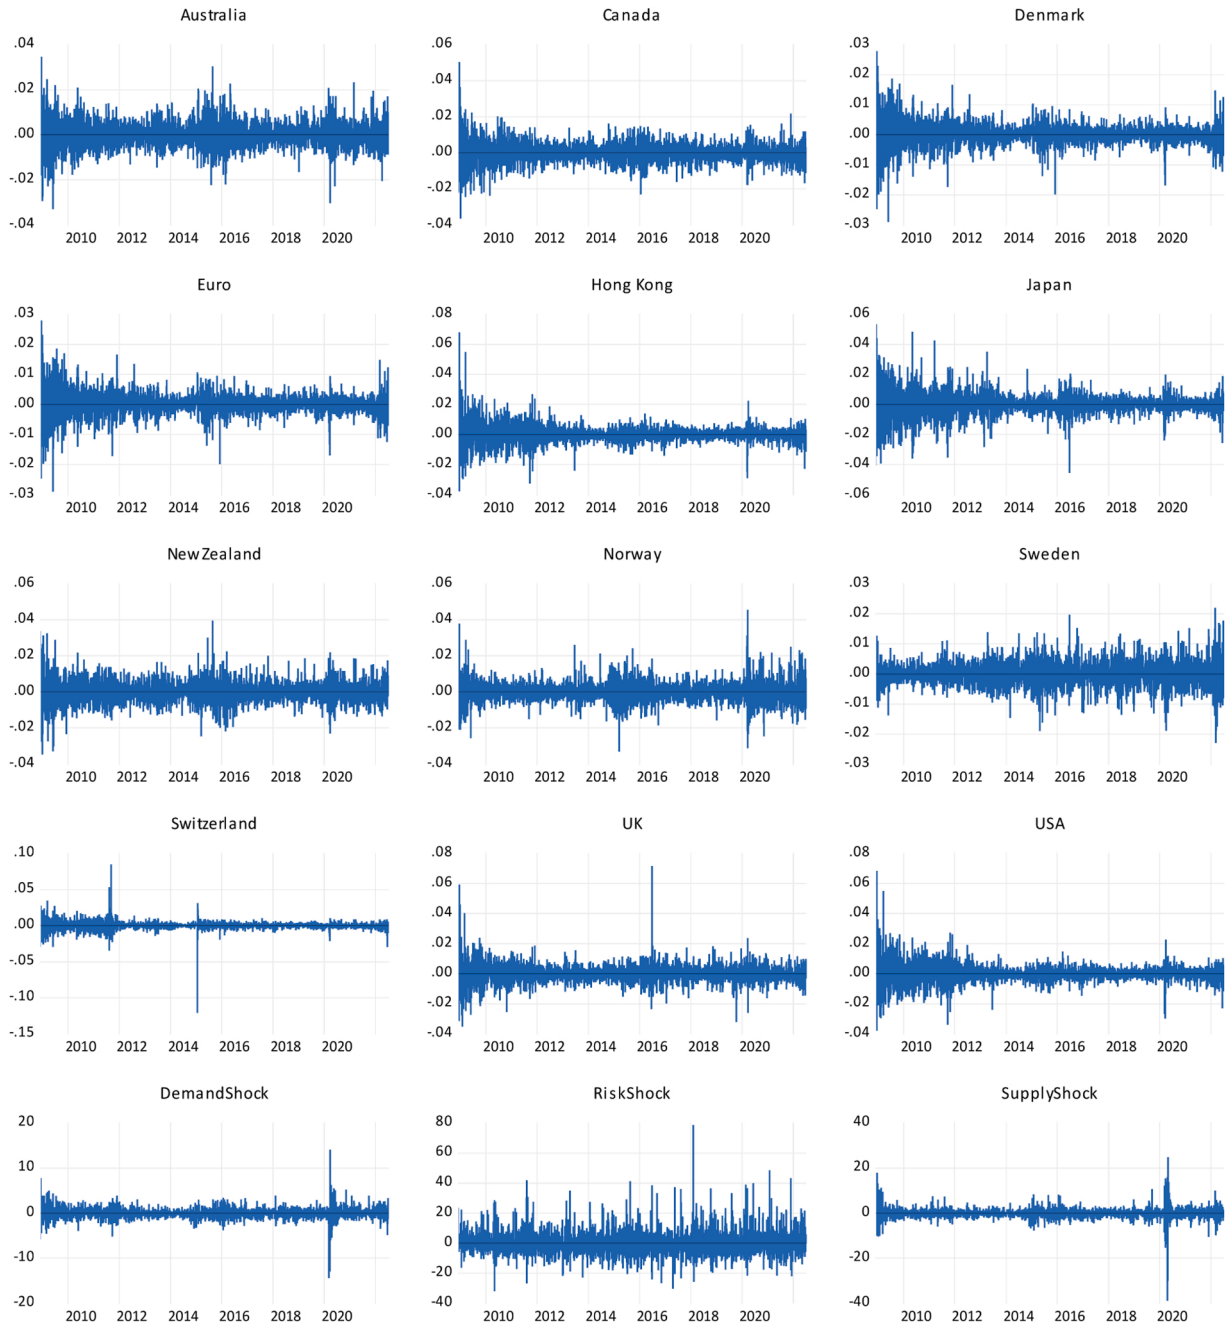 Australia Canada Denmark
.04 .06 .03
.04 .02
.02 .02 .01
.00 .00 .00
-.01
-.02 -.02 -.02
-.04 -.04 -.03
2010 2012 2014 2016 2018 2020 2010 2012 2014 2016 2018 2020 2010 2012 2014 2016 2018 2020
Euro Hong Kong Japan
.03 .08 .06
.02 .06 .04
.01 .04 .02
.00 .02 .00
-.01 .00 -.02
-.02 -.02 -.04
-.03 -.04 -.06
2010 2012 2014 2016 2018 2020 2010 2012 2014 2016 2018 2020 2010 2012 2014 2016 2018 2020
New Zealand Norway Sweden
.06 .06 .03
.04 .04 .02
.02 .02 .01
.00 .00 .00
-.01
-.02 -.02 -.02
-.04 -.04 -.03
2010 2012 2014 2016 2018 2020 2010 2012 2014 2016 2018 2020 2010 2012 2014 2016 2018 2020
Switzerland UK USA
.10 .08 .08
.05 .06 .06
.00 .04 .04
-.05 .02 .02
-.10 .00 .00
-.02 -.02
-.15 -.04 -.04
2010 2012 2014 2016 2018 2020 2010 2012 2014 2016 2018 2020 2010 2012 2014 2016 2018 2020
DemandShock RiskShock SupplyShock
20 80 40
10 60 20
0 40 0
-10 20 -20
0
-20
-20 -40 -40
2010 2012 2014 2016 2018 2020 2010 2012 2014 2016 2018 2020 2010 2012 2014 2016 2018 2020